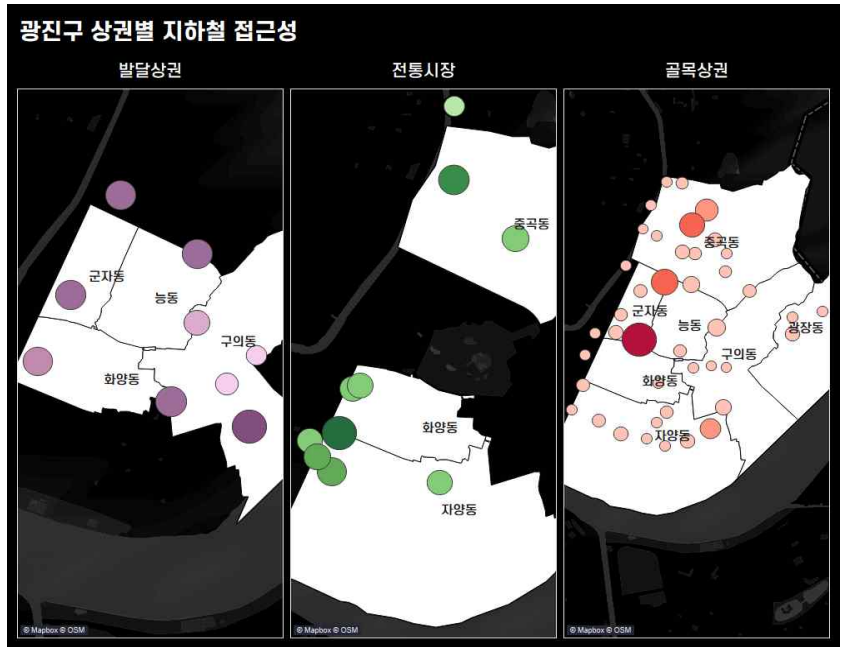 광진구 상권별 지하철 접근성
발달상권
전통시장
골목상권
군자동
능동
구의동
화양동
© Mapbox © OSM
중곡동
화양동
자양동
© Mapbox © OSM
중곡동
군자동
능동
광장동
구의동
화양동
자양동
© Mapbox © OSM